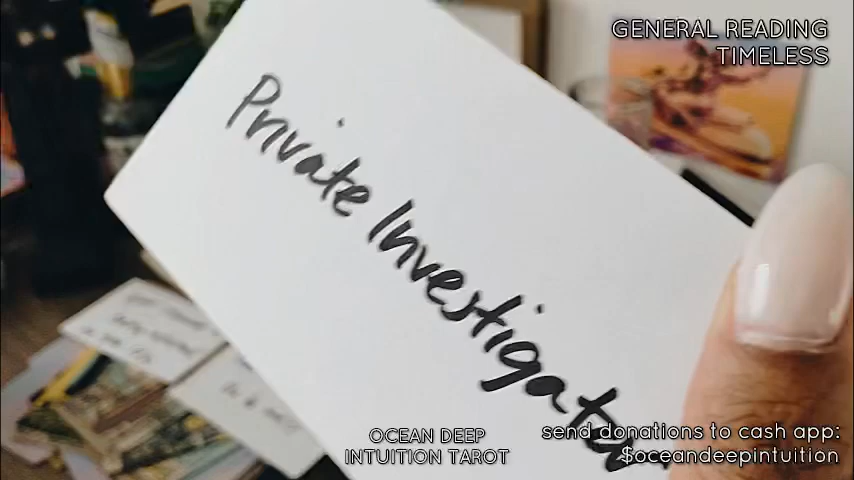 GENERAL READING
TIMELESS
Private Investigator
OCEAN DEEP
INTUITION TAROT
send donations to cash app:
$oceandeepintuition